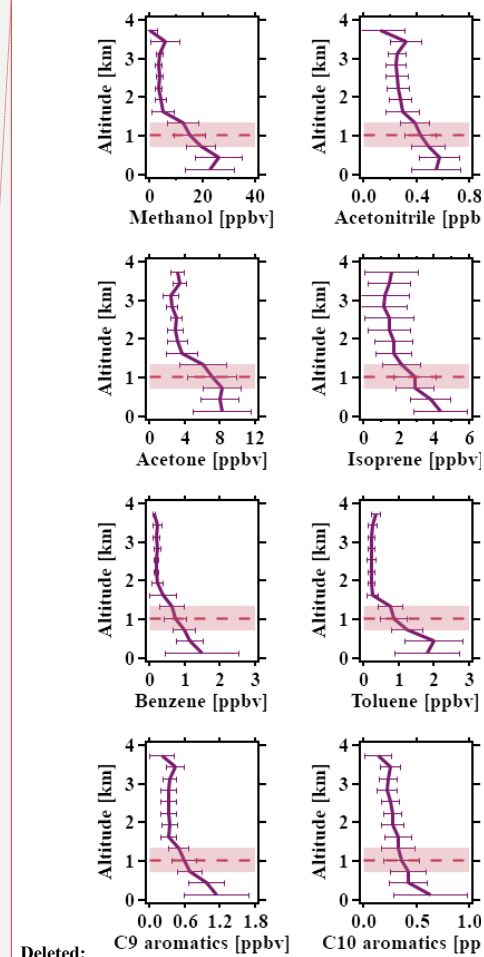 4
4
3
3
2
2
1
1
0
0
Altitude [km]
Altitude [km]
0 20 40
0.0 0.4 0.8
Methanol [ppbv]
Acetonitrile [ppb
4
4
3
3
2
2
1
1
0
0
Altitude [km]
Altitude [km]
0 4 8 12
0 2 4 6
Acetone [ppbv]
Isoprene [ppbv]
4
4
3
3
2
2
1
1
0
0
Altitude [km]
Altitude [km]
0 1 2 3
0 1 2 3
Benzene [ppbv]
Toluene [ppbv]
4
4
3
3
2
2
1
1
0
0
Altitude [km]
Altitude [km]
0.0 0.6 1.2 1.8
0.0 0.5 1.0
C9 aromatics [ppbv]
C10 aromatics [pp
Deleted: